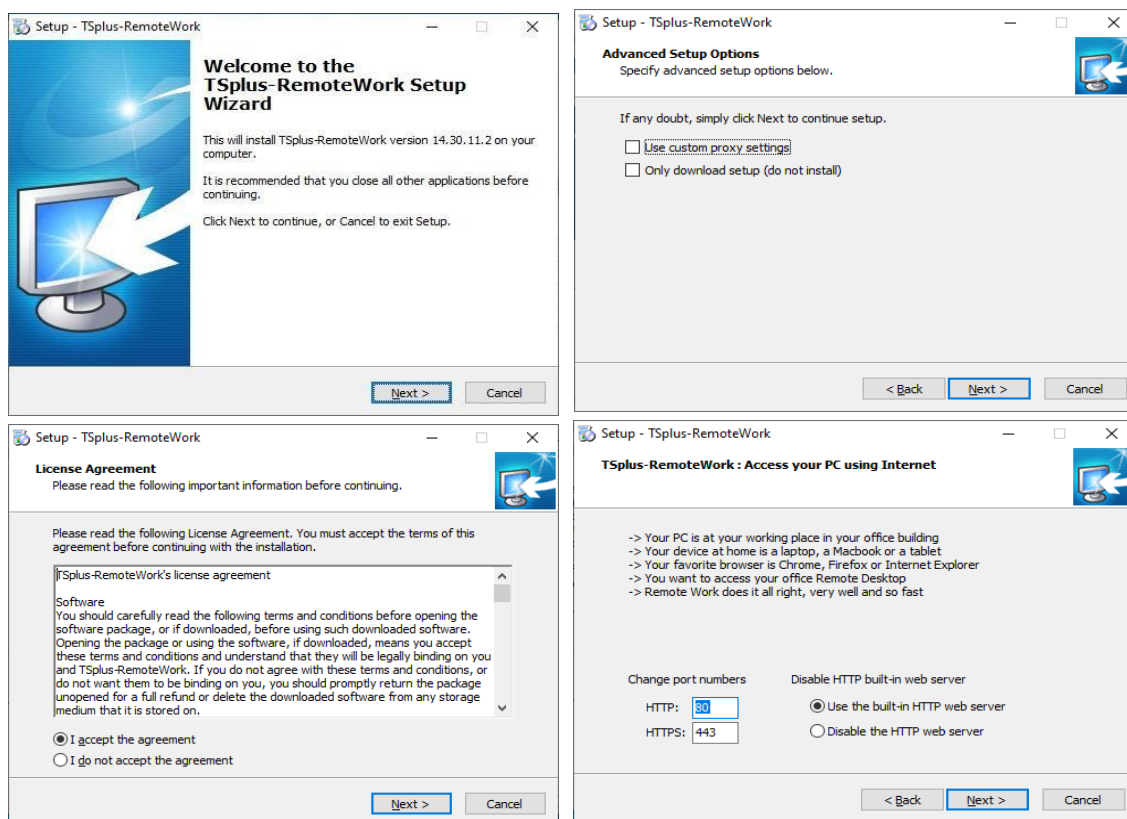 Setup - TSplus-RemoteWork
Welcome to the
TSplus-RemoteWork Setup
Wizard
This will install TSplus-RemoteWork version 14.30.11.2 on your
computer.
It is recommended that you close all other applications before
continuing.
Click Next to continue, or Cancel to exit Setup.
Next >
Cancel
Setup - TSplus-RemoteWork
Advanced Setup Options
Specify advanced setup options below.
If any doubt, simply click Next to continue setup.
Use custom proxy settings
Only download setup (do not install)
< Back
Next >
Cancel
Setup - TSplus-RemoteWork
License Agreement
Please read the following important information before continuing.
Please read the following License Agreement. You must accept the terms of this
agreement before continuing with the installation.
TSplus-RemoteWork's license agreement
Software
You should carefully read the following terms and conditions before opening the
software package, or if downloaded, before using such downloaded software.
Opening the package or using the software, if downloaded, means you accept
these terms and conditions and understand that they will be legally binding on you
and TSplus-RemoteWork. If you do not agree with these terms and conditions, or
do not want them to be binding on you, you should promptly return the package
unopened for a full refund or delete the downloaded software from any storage
medium that it is stored on.
I accept the agreement
I do not accept the agreement
Next >
Cancel
Setup - TSplus-RemoteWork
TSplus-RemoteWork : Access your PC using Internet
-> Your PC is at your working place in your office building
-> Your device at home is a laptop, a Macbook or a tablet
-> Your favorite browser is Chrome, Firefox or Internet Explorer
-> You want to access your office Remote Desktop
-> Remote Work does it all right, very well and so fast
Change port numbers
Disable HTTP built-in web server
HTTP: 80
Use the built-in HTTP web server
HTTPS: 443
Disable the HTTP web server
< Back
Next >
Cancel